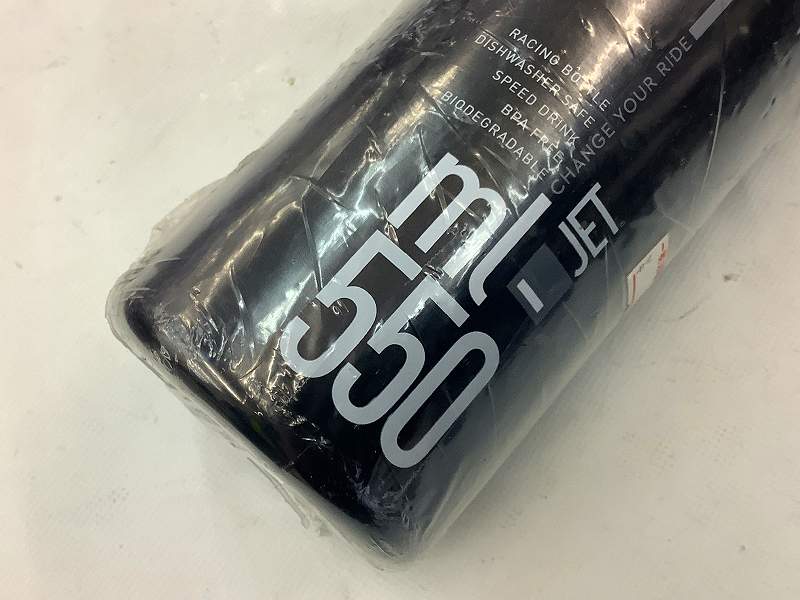 RACING BOTTLE
DISHWASHER SAFE
SPEED DRINK
BPA FREE
BIODEGRADABLE
CHANGE YOUR RIDE
JET
550 ml